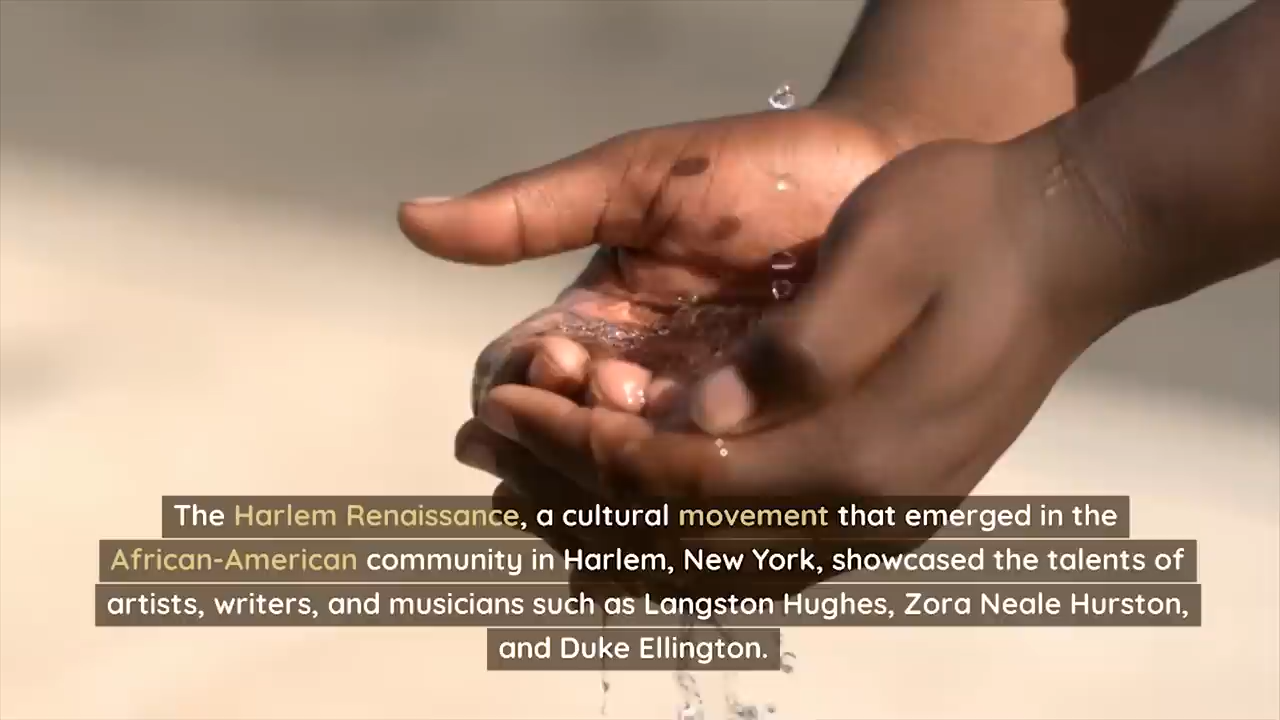 The Harlem Renaissance, a cultural movement that emerged in the
African-American community in Harlem, New York, showcased the talents of
artists, writers, and musicians such as Langston Hughes, Zora Neale Hurston,
and Duke Ellington.